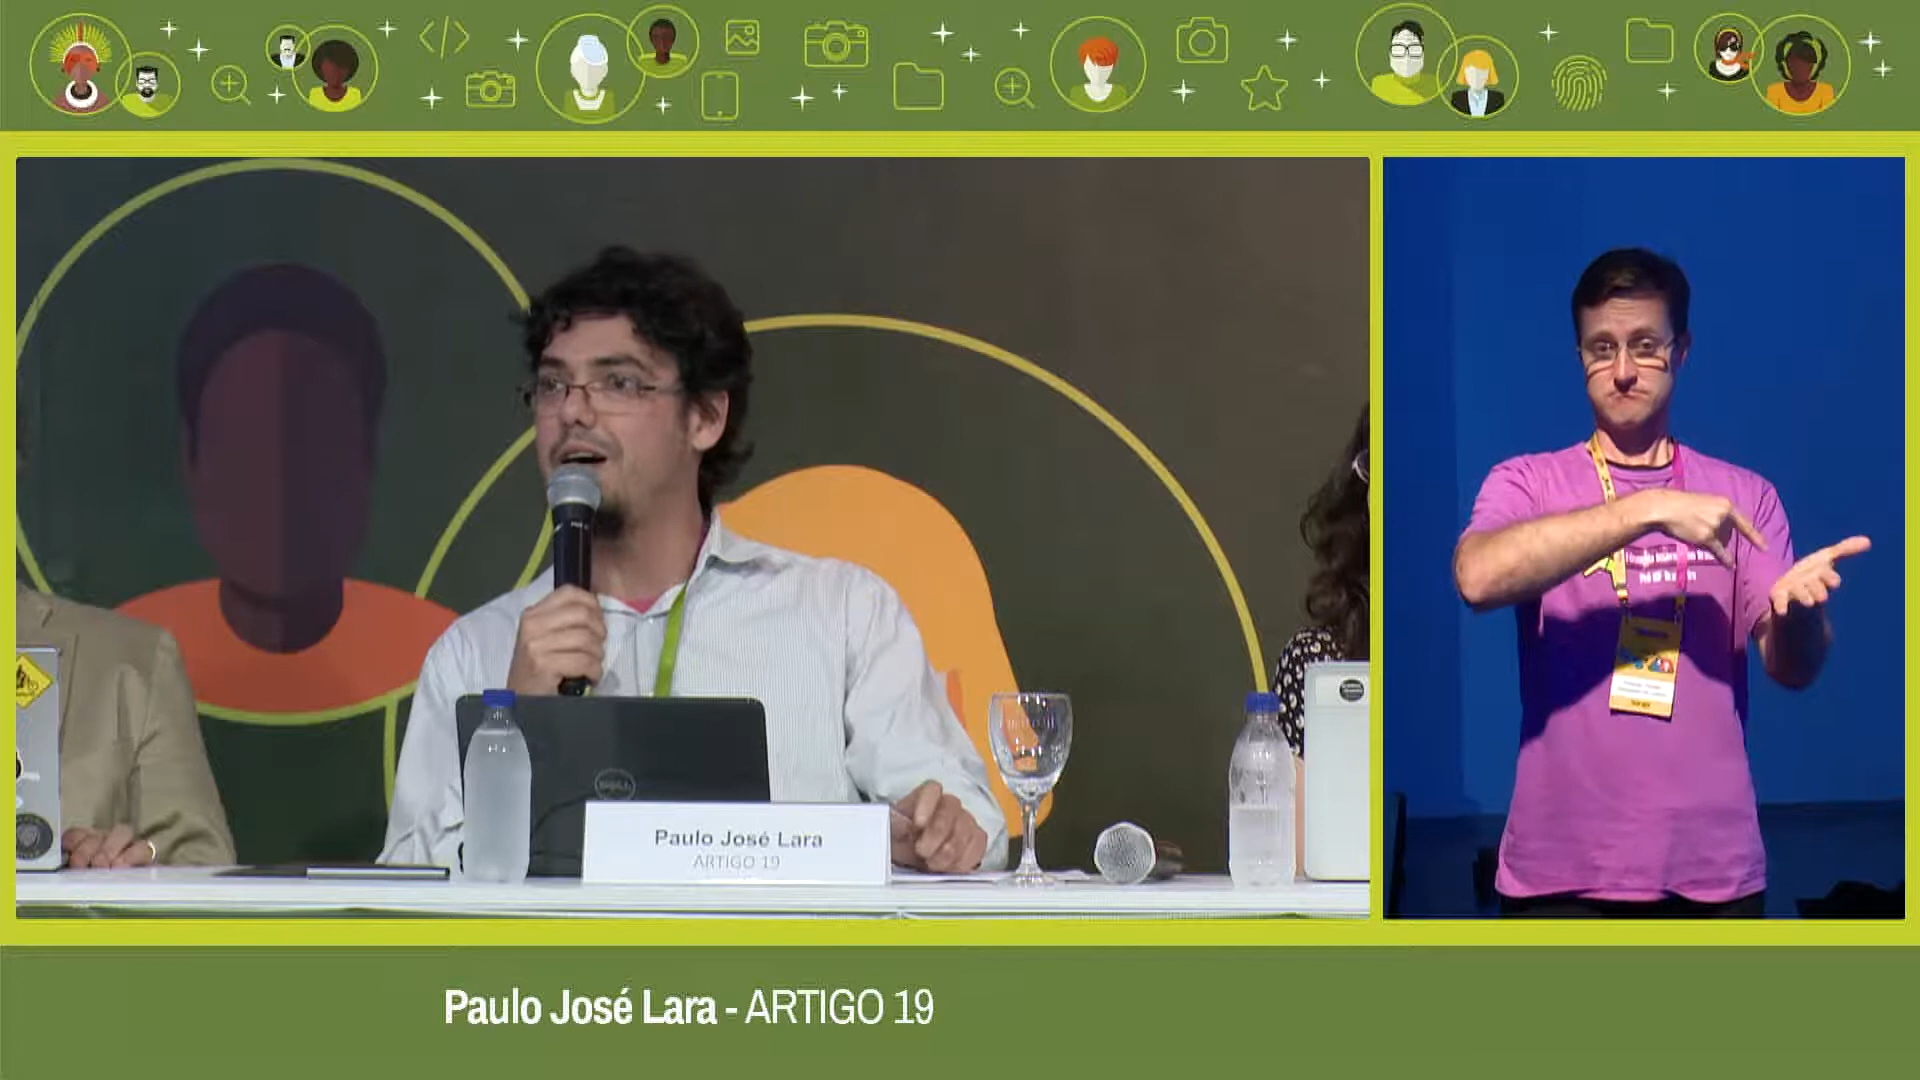 DELL
Paulo José Lara
ARTIGO 19
Paulo José Lara - ARTIGO 19